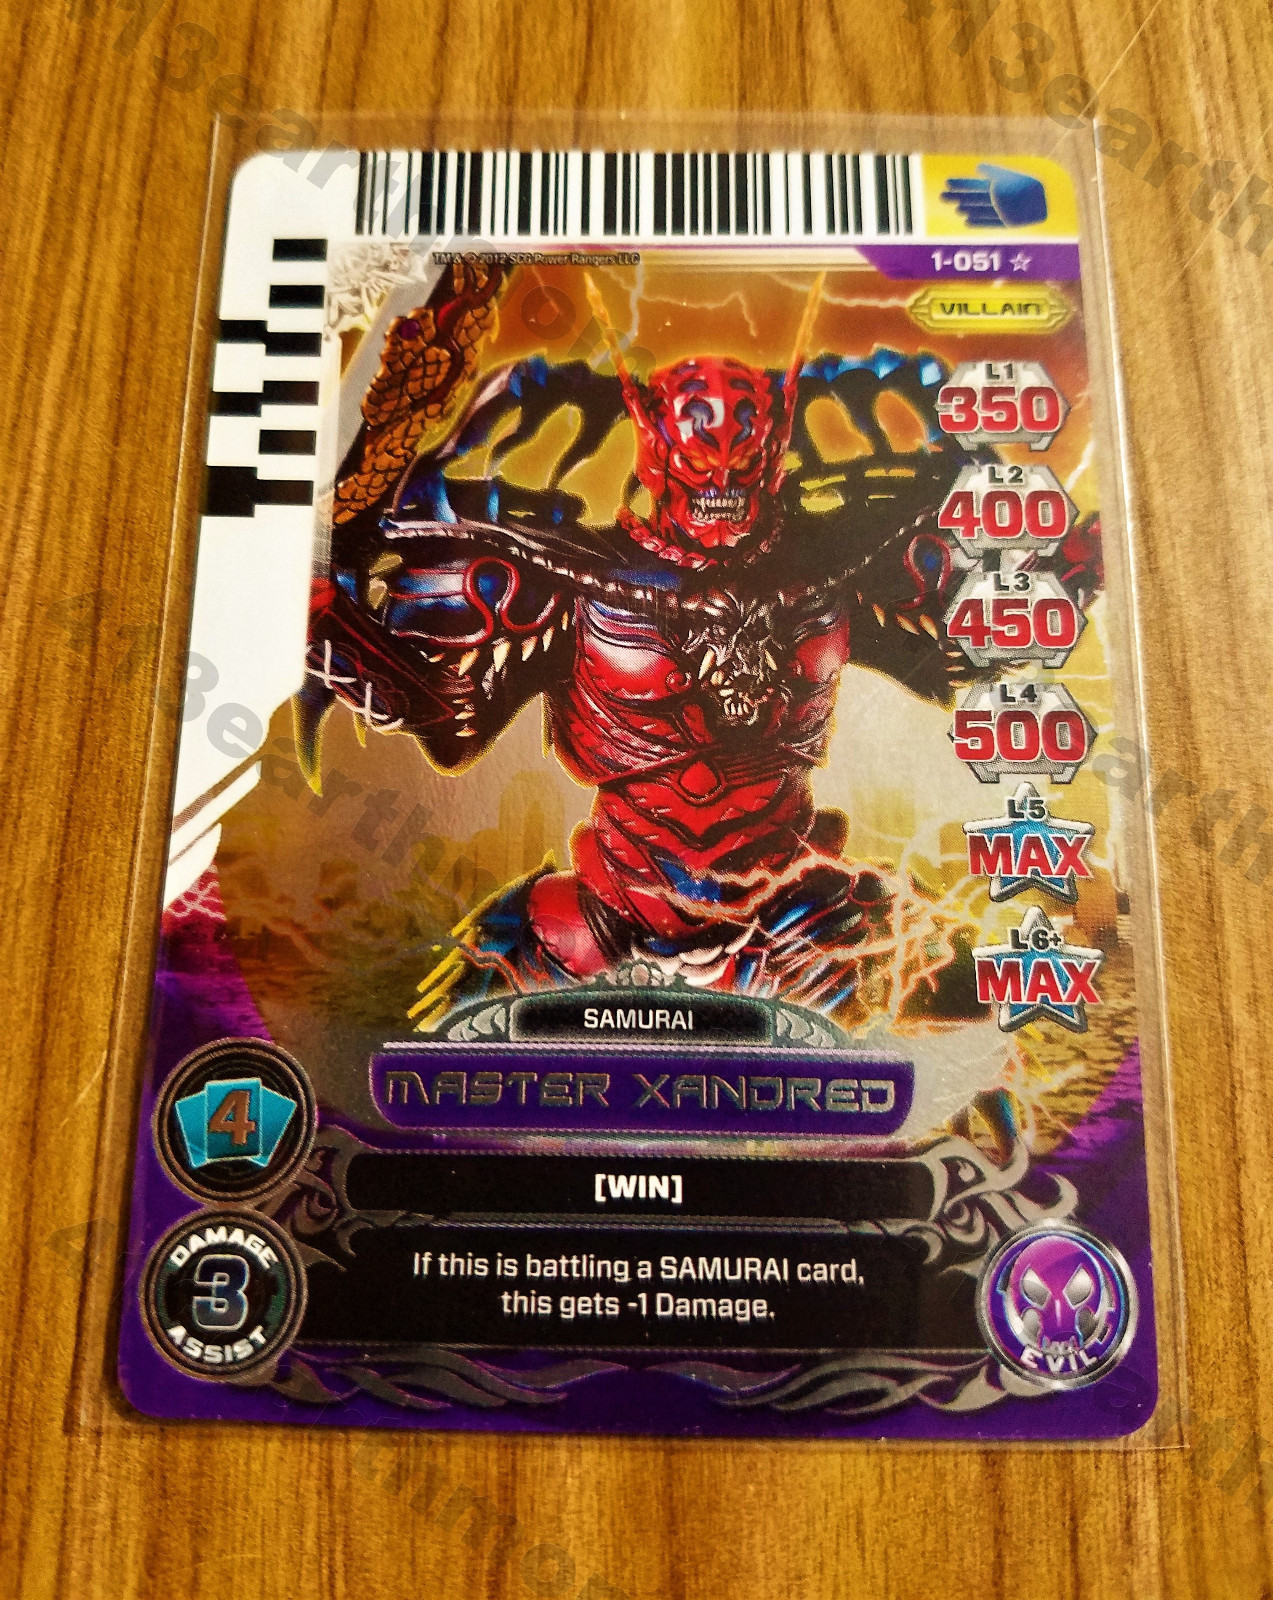 TM & © 2012 SCG Power Rangers LLC
1-051 ☆
VILLAIN
L1
350
L2
400
L3
450
L4
500
L5
MAX
L6+
MAX
SAMURAI
MASTER XANDRED
4
[WIN]
DAMAGE
3
ASSIST
If this is battling a SAMURAI card,
this gets -1 Damage.
EVIL